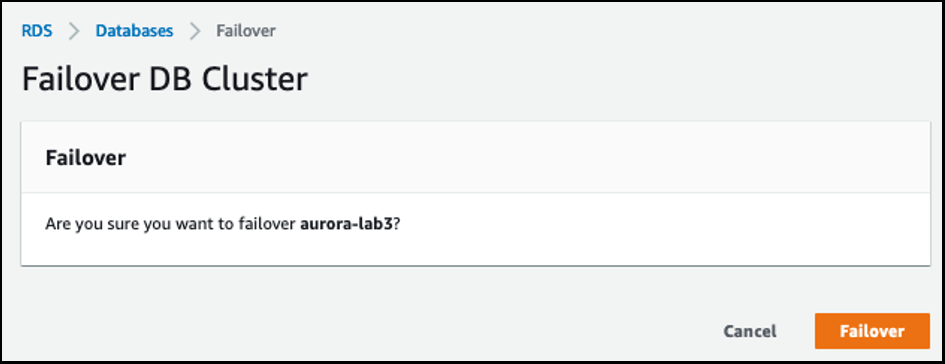 RDS > Databases > Failover
Failover DB Cluster
Failover
Are you sure you want to failover aurora-lab3?
Cancel Failover